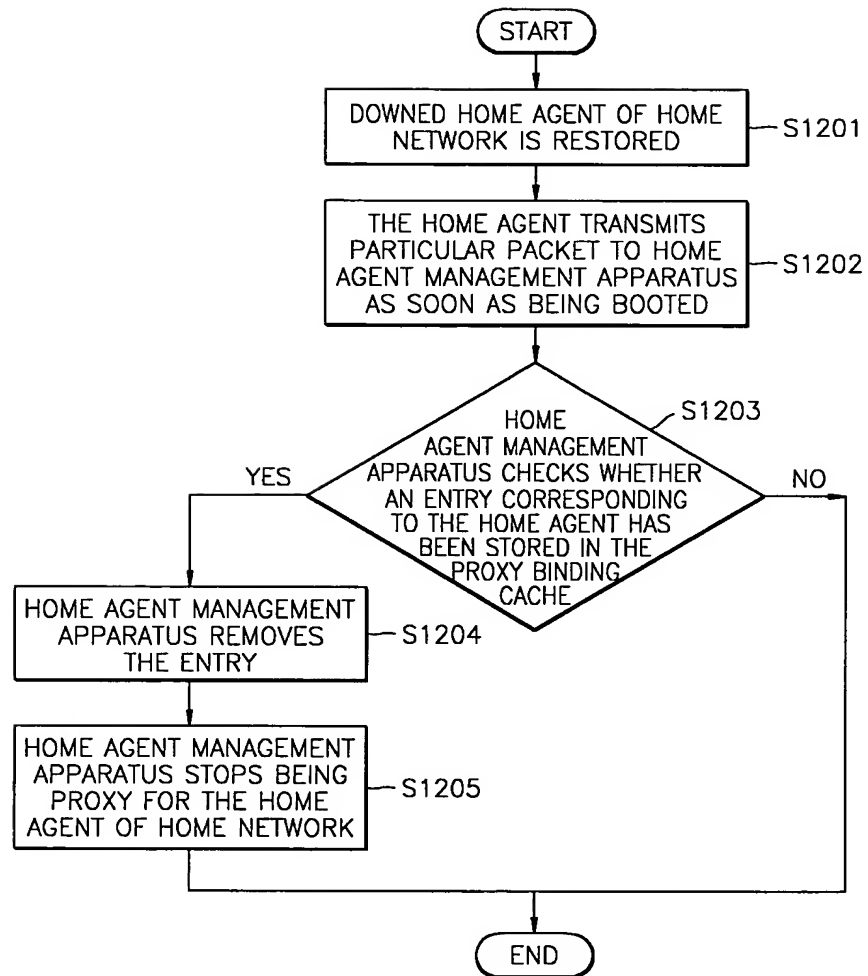 START
DOWNED HOME AGENT OF HOME
NETWORK IS RESTORED
S1201
THE HOME AGENT TRANSMITS
PARTICULAR PACKET TO HOME
AGENT MANAGEMENT APPARATUS
AS SOON AS BEING BOOTED
S1202
S1203
HOME
AGENT MANAGEMENT
APPARATUS CHECKS WHETHER
AN ENTRY CORRESPONDING
TO THE HOME AGENT HAS
BEEN STORED IN THE
PROXY BINDING
CACHE
YES
NO
HOME AGENT MANAGEMENT
APPARATUS REMOVES
THE ENTRY
S1204
HOME AGENT MANAGEMENT
APPARATUS STOPS BEING
PROXY FOR THE HOME
AGENT OF HOME NETWORK
S1205
END